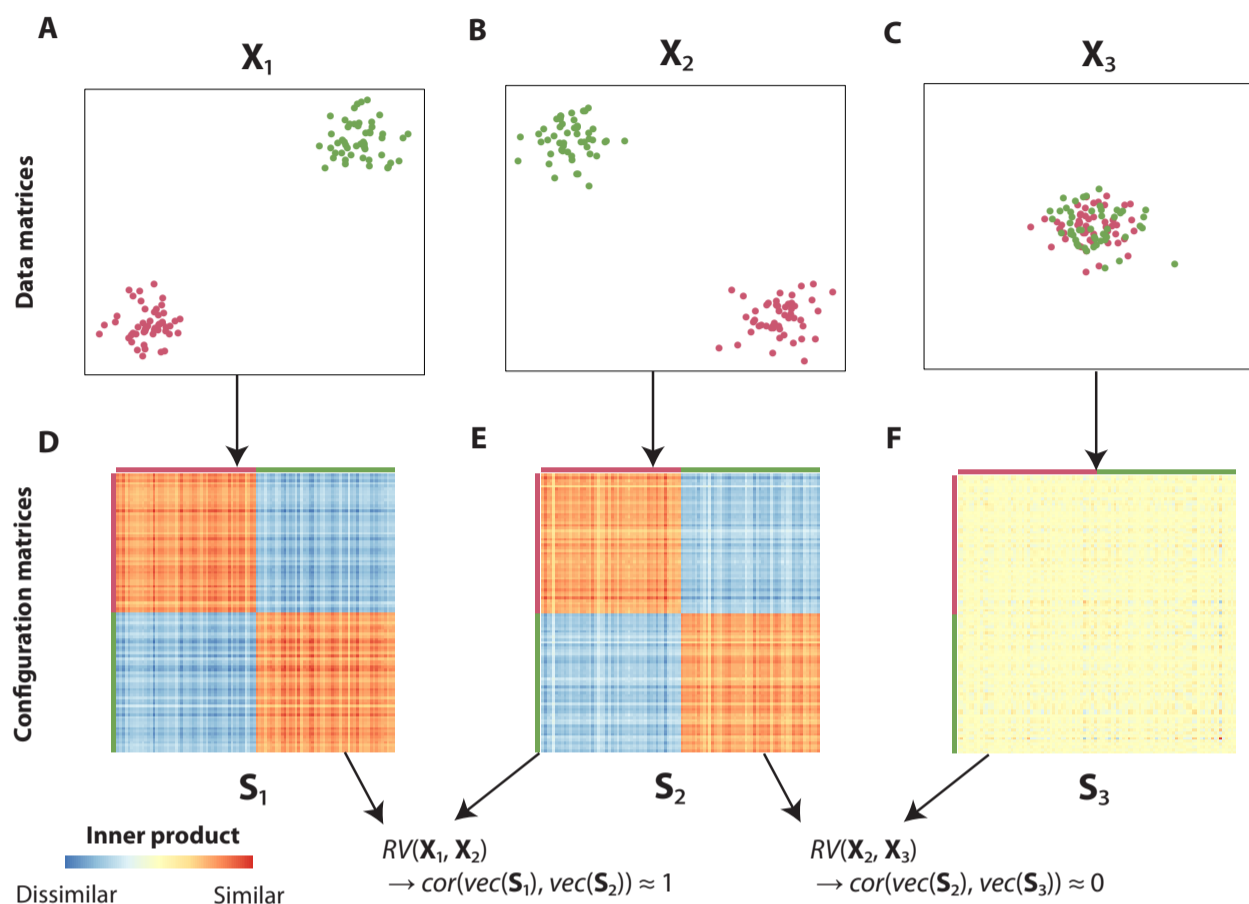 A
B
C
X1
X2
X3
Data matrices
D
E
F
Configuration matrices
S1
S2
S3
Inner product
Dissimilar
Similar
RV(X1, X2)
→ cor(vec(S1), vec(S2)) ≈ 1
RV(X2, X3)
→ cor(vec(S2), vec(S3)) ≈ 0